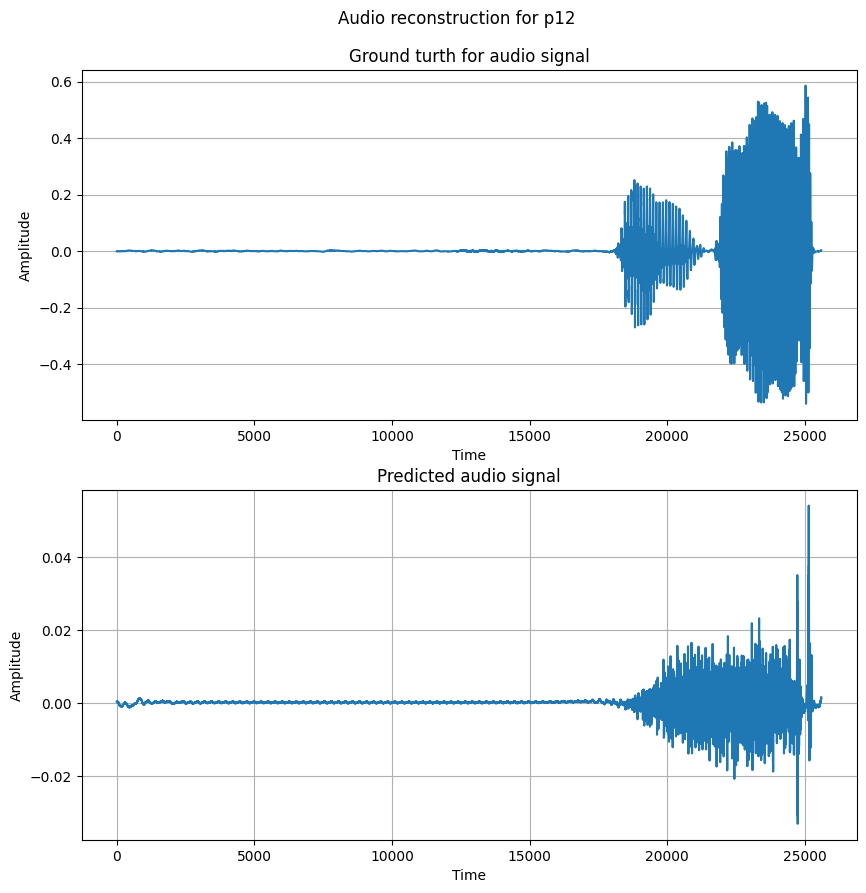 Audio reconstruction for p12
Ground turth for audio signal
0.6
0.4
0.2
0.0
−0.2
−0.4
Amplitude
0 5000 10000 15000 20000 25000
Time
Predicted audio signal
0.04
0.02
0.00
−0.02
Amplitude
0 5000 10000 15000 20000 25000
Time